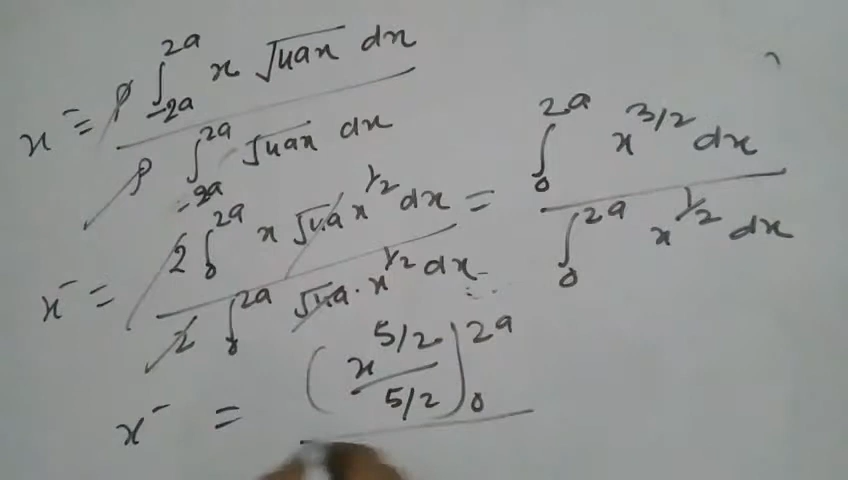 x̄ = ρ ∫_{-2a}^{2a} x √4ax dx / ρ ∫_{-2a}^{2a} √4ax dx
x̄ = 2 ∫_0^{2a} x √4a x^{1/2} dx / 2 ∫_0^{2a} √4a · x^{1/2} dx = ∫_0^{2a} x^{3/2} dx / ∫_0^{2a} x^{1/2} dx
x̄ = ( x^{5/2} / 5/2 )_0^{2a}